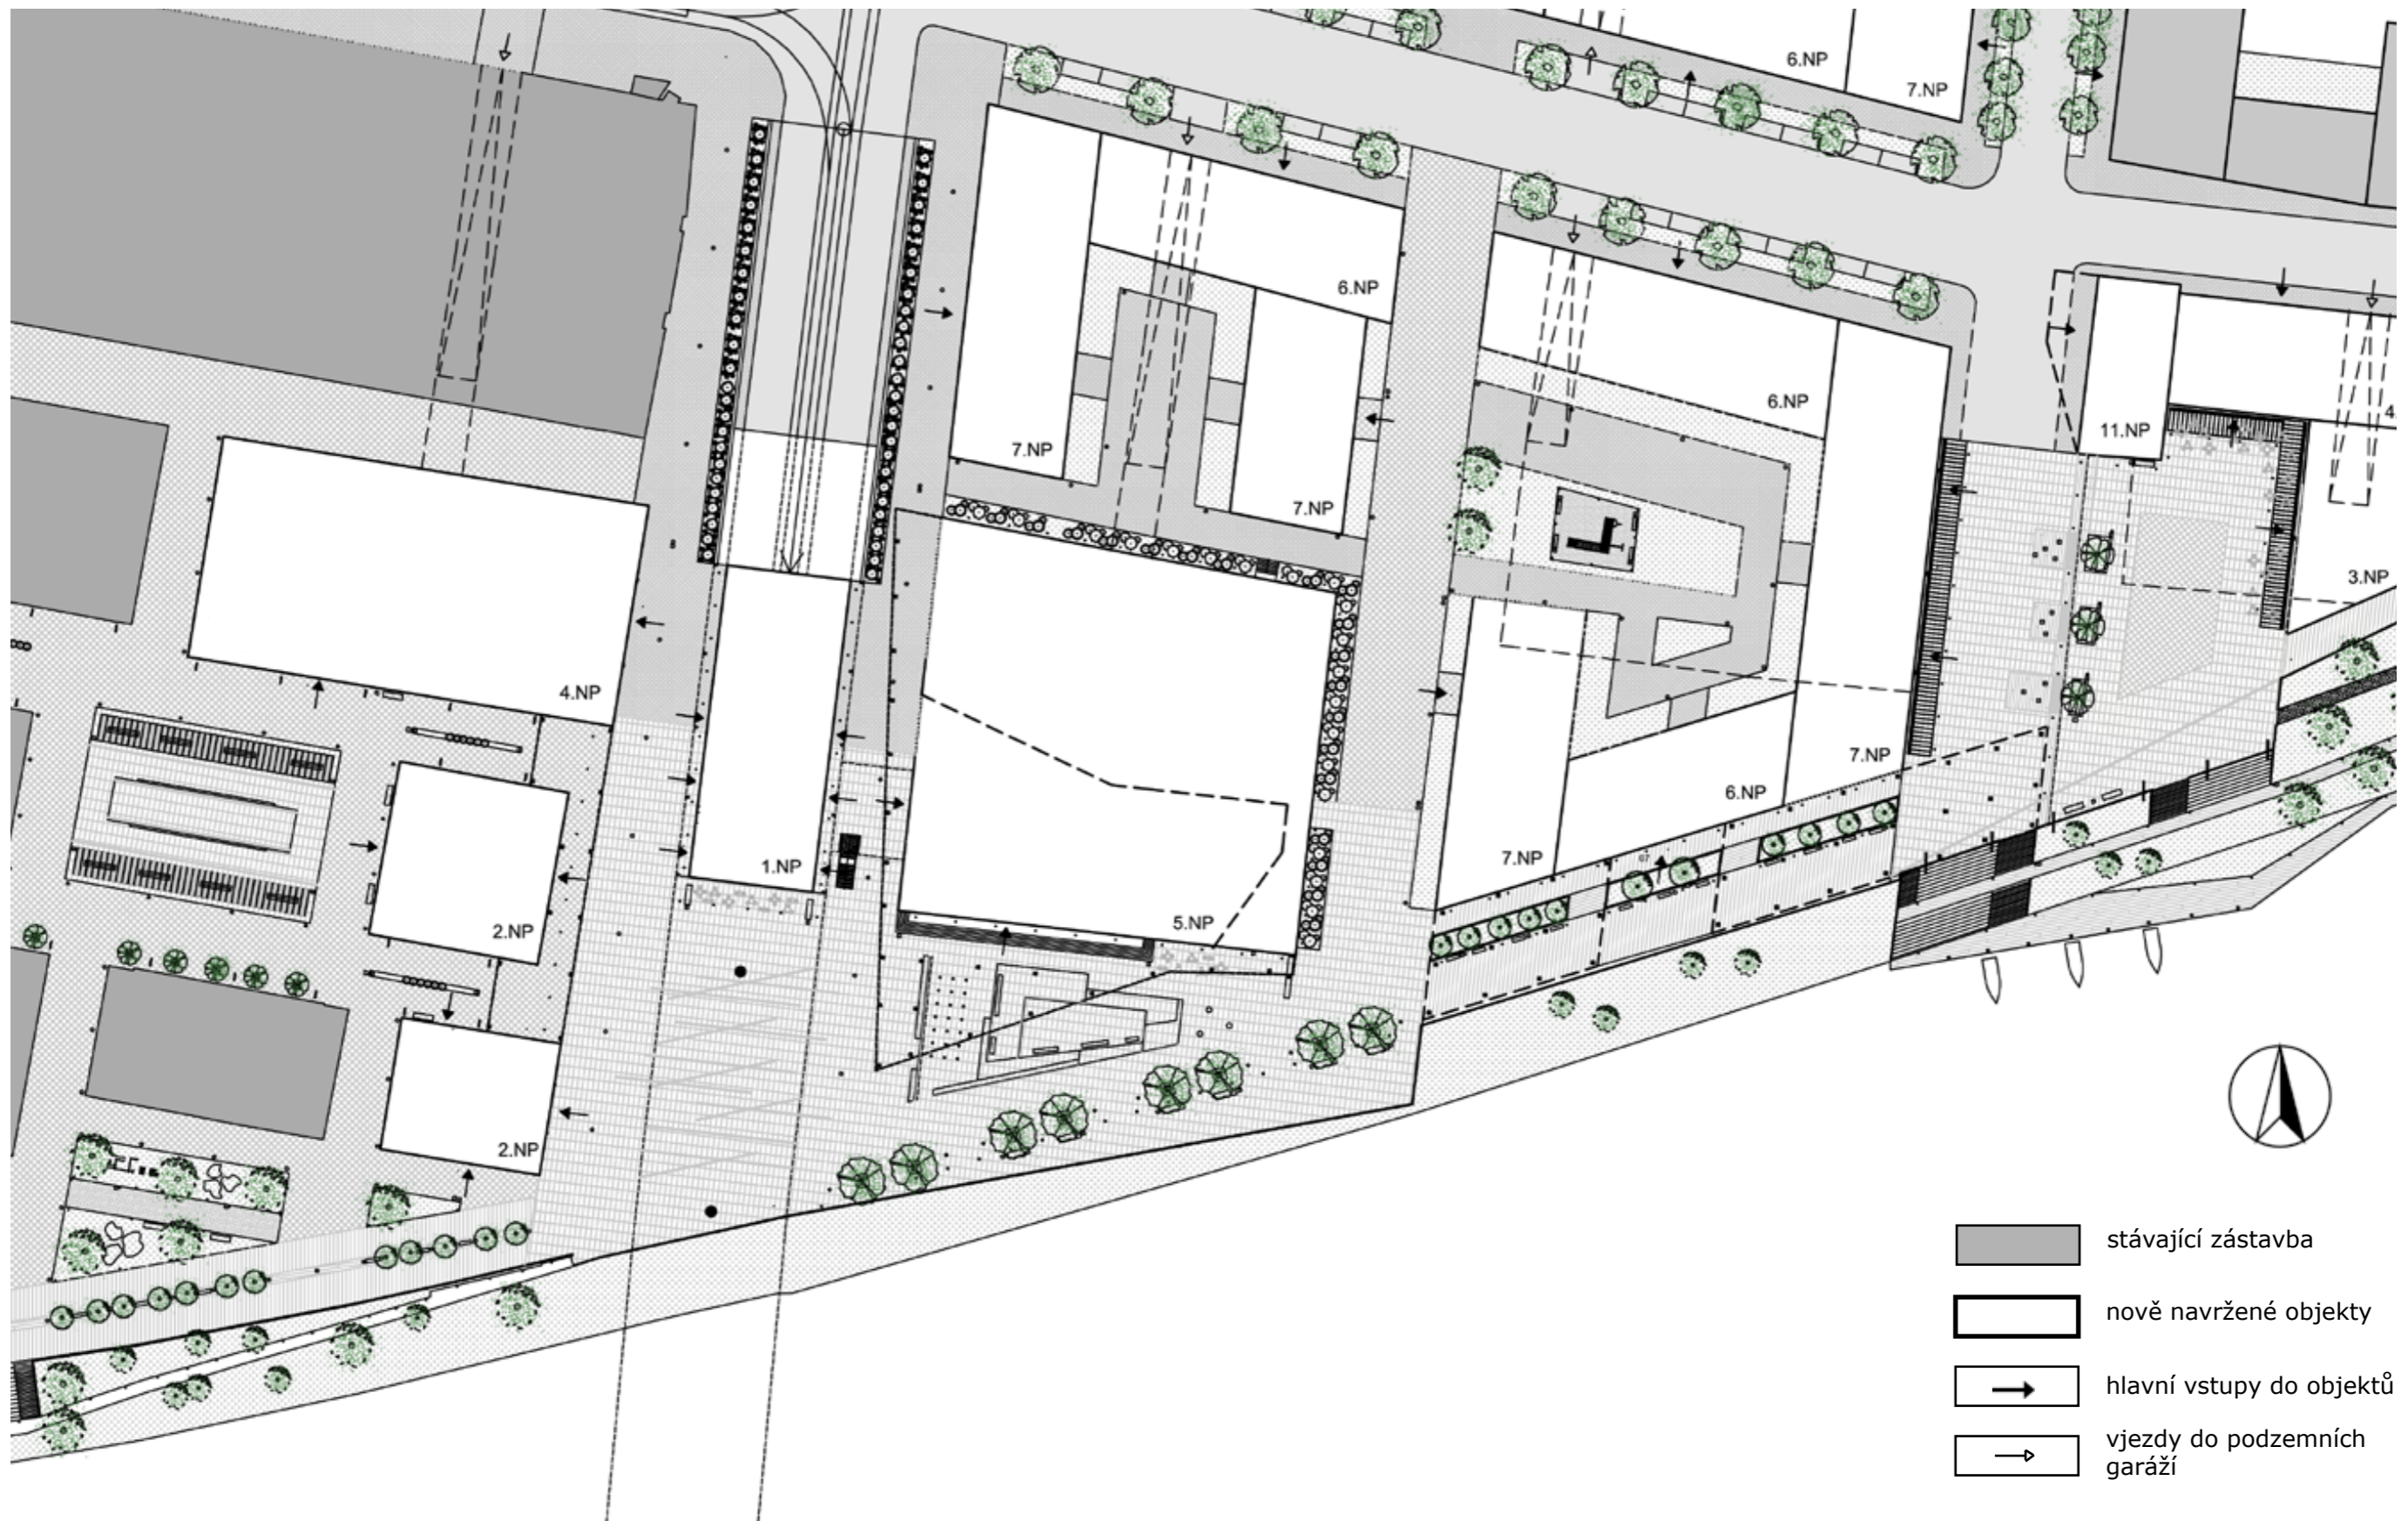 6.NP
7.NP
6.NP
6.NP
11.NP
7.NP
7.NP
3.NP
4.NP
7.NP
6.NP
1.NP
7.NP
2.NP
5.NP
2.NP
stávající zástavba
nově navržené objekty
hlavní vstupy do objektů
vjezdy do podzemních
garáží